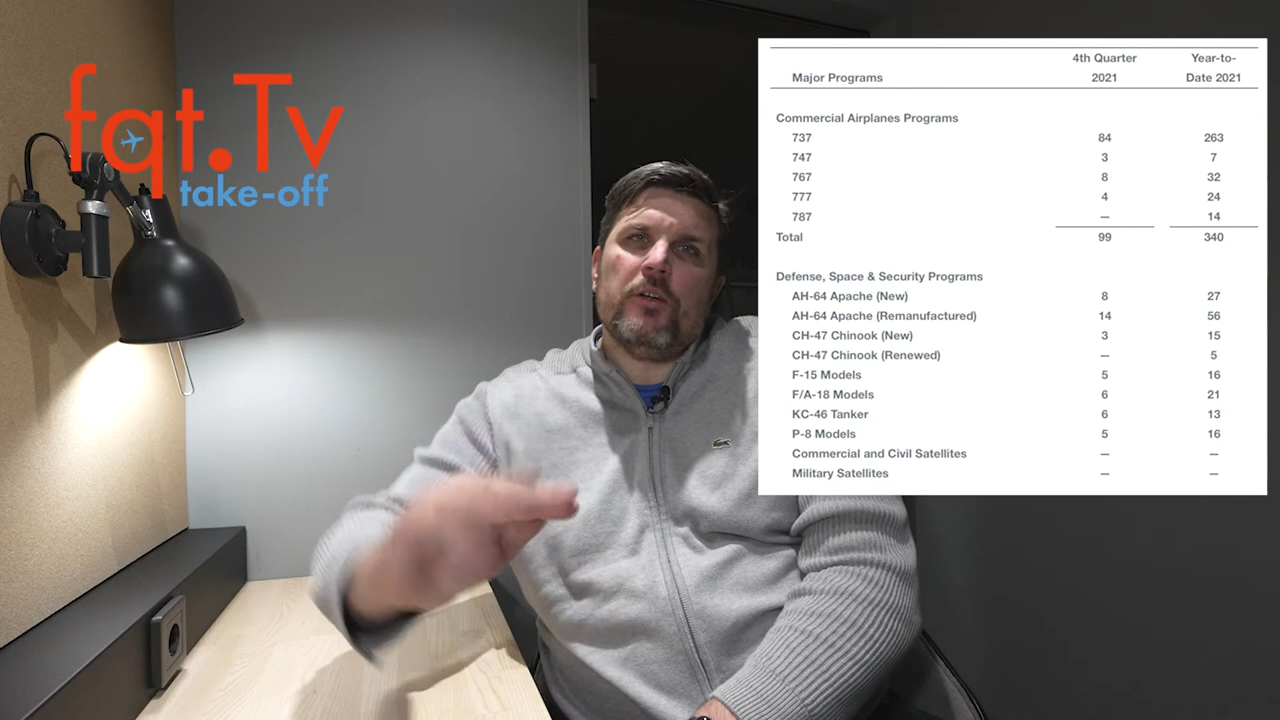 fqt.Tv
take-off
4th Quarter Year-to-
Major Programs 2021 Date 2021
Commercial Airplanes Programs
737 84 263
747 3 7
767 8 32
777 4 24
787 — 14
Total 99 340
Defense, Space & Security Programs
AH-64 Apache (New) 8 27
AH-64 Apache (Remanufactured) 14 56
CH-47 Chinook (New) 3 15
CH-47 Chinook (Renewed) — 5
F-15 Models 5 16
F/A-18 Models 6 21
KC-46 Tanker 6 13
P-8 Models 5 16
Commercial and Civil Satellites — —
Military Satellites — —